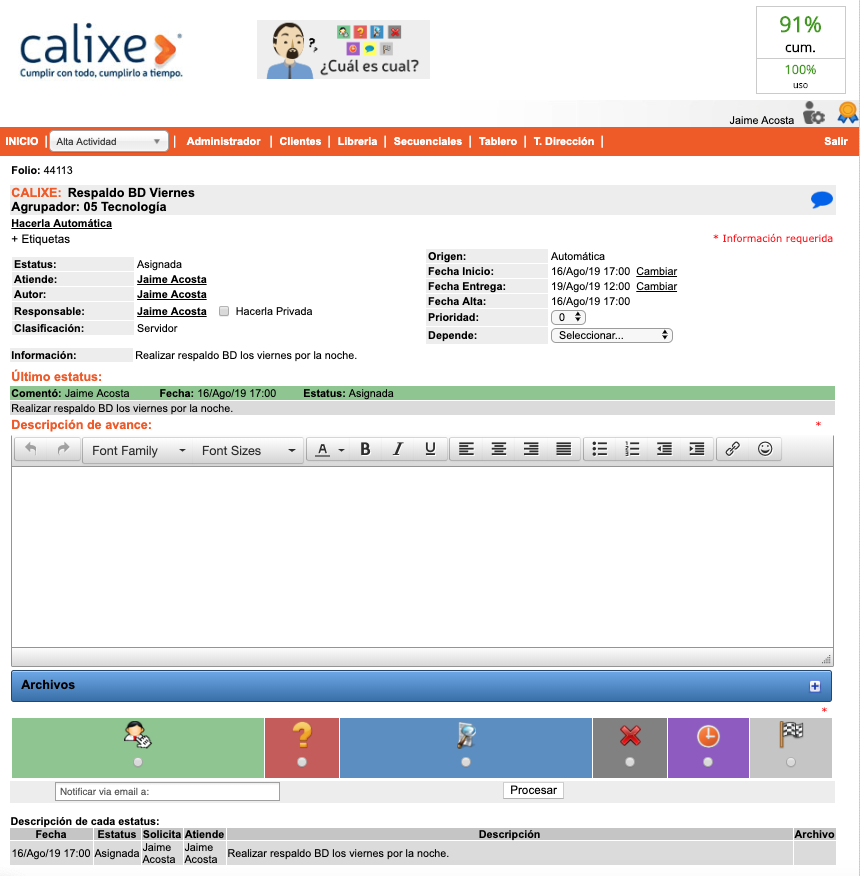 calixe
Cumplir con todo, cumplirlo a tiempo.
?, ¿Cuál es cual?
91%
cum.
100%
uso
Jaime Acosta
INICIO | Alta Actividad | Administrador | Clientes | Libreria | Secuenciales | Tablero | T. Dirección | Salir
Folio: 44113
CALIXE: Respaldo BD Viernes
Agrupador: 05 Tecnología
Hacerla Automática
+ Etiquetas
* Información requerida
Estatus: Asignada
Atiende: Jaime Acosta
Autor: Jaime Acosta
Responsable: Jaime Acosta Hacerla Privada
Clasificación: Servidor
Origen: Automática
Fecha Inicio: 16/Ago/19 17:00 Cambiar
Fecha Entrega: 19/Ago/19 12:00 Cambiar
Fecha Alta: 16/Ago/19 17:00
Prioridad: 0
Depende: Seleccionar...
Información: Realizar respaldo BD los viernes por la noche.
Último estatus:
Comentó: Jaime Acosta Fecha: 16/Ago/19 17:00 Estatus: Asignada
Realizar respaldo BD los viernes por la noche.
Descripción de avance: *
Font Family Font Sizes A B I U
Archivos
*
Notificar via email a: Procesar
Descripción de cada estatus:
Fecha Estatus Solicita Atiende Descripción Archivo
16/Ago/19 17:00 Asignada Jaime Acosta Jaime Acosta Realizar respaldo BD los viernes por la noche.